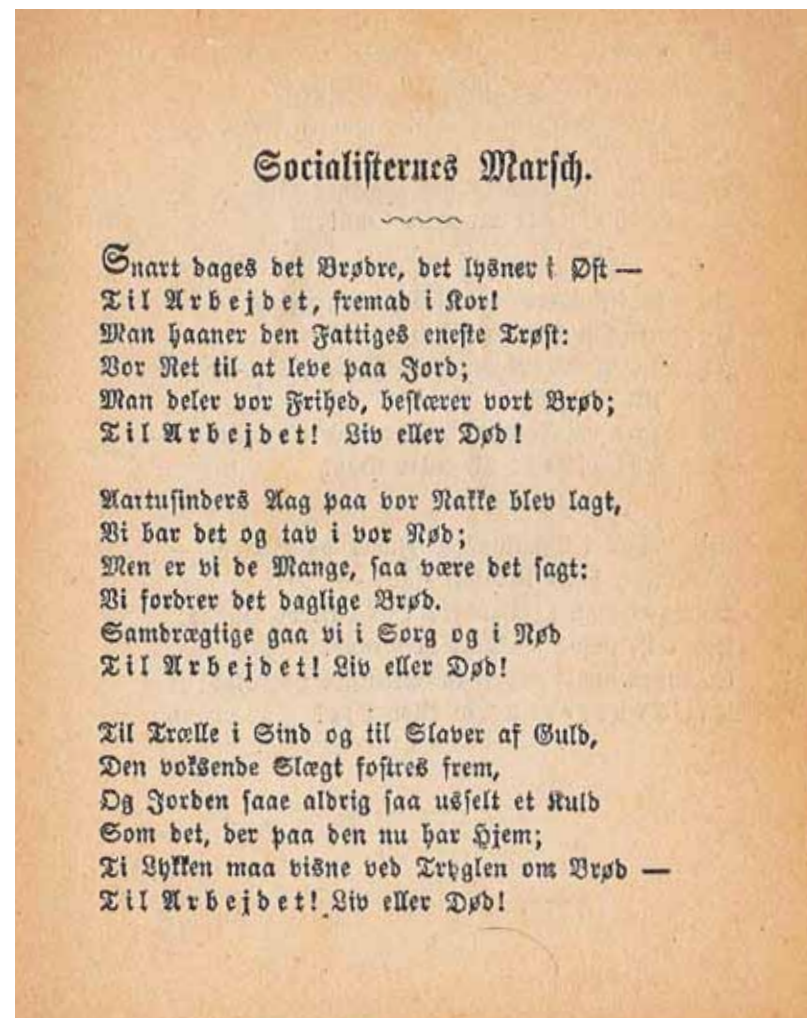 Socialisternes Marsch.
Snart dages det Brødre, det lysner i Øst —
Til Arbejdet, fremad i Kor!
Man haaner den Fattiges eneste Trøst:
Vor Ret til at leve paa Jord;
Man deler vor Frihed, beskærer vort Brød;
Til Arbejdet! Liv eller Død!
Aartusinders Aag paa vor Nakke blev lagt,
Vi bar det og tav i vor Nød;
Men er vi de Mange, saa være det sagt:
Vi fordrer det daglige Brød.
Samdrægtige gaa vi i Sorg og i Nød
Til Arbejdet! Liv eller Død!
Til Trælle i Sind og til Slaver af Guld,
Den voksende Slægt fostres frem,
Og Jorden saae aldrig saa usselt et Kuld
Som det, der paa den nu har Hjem;
Ti Lykken maa visne ved Tryglen om Brød —
Til Arbejdet! Liv eller Død!